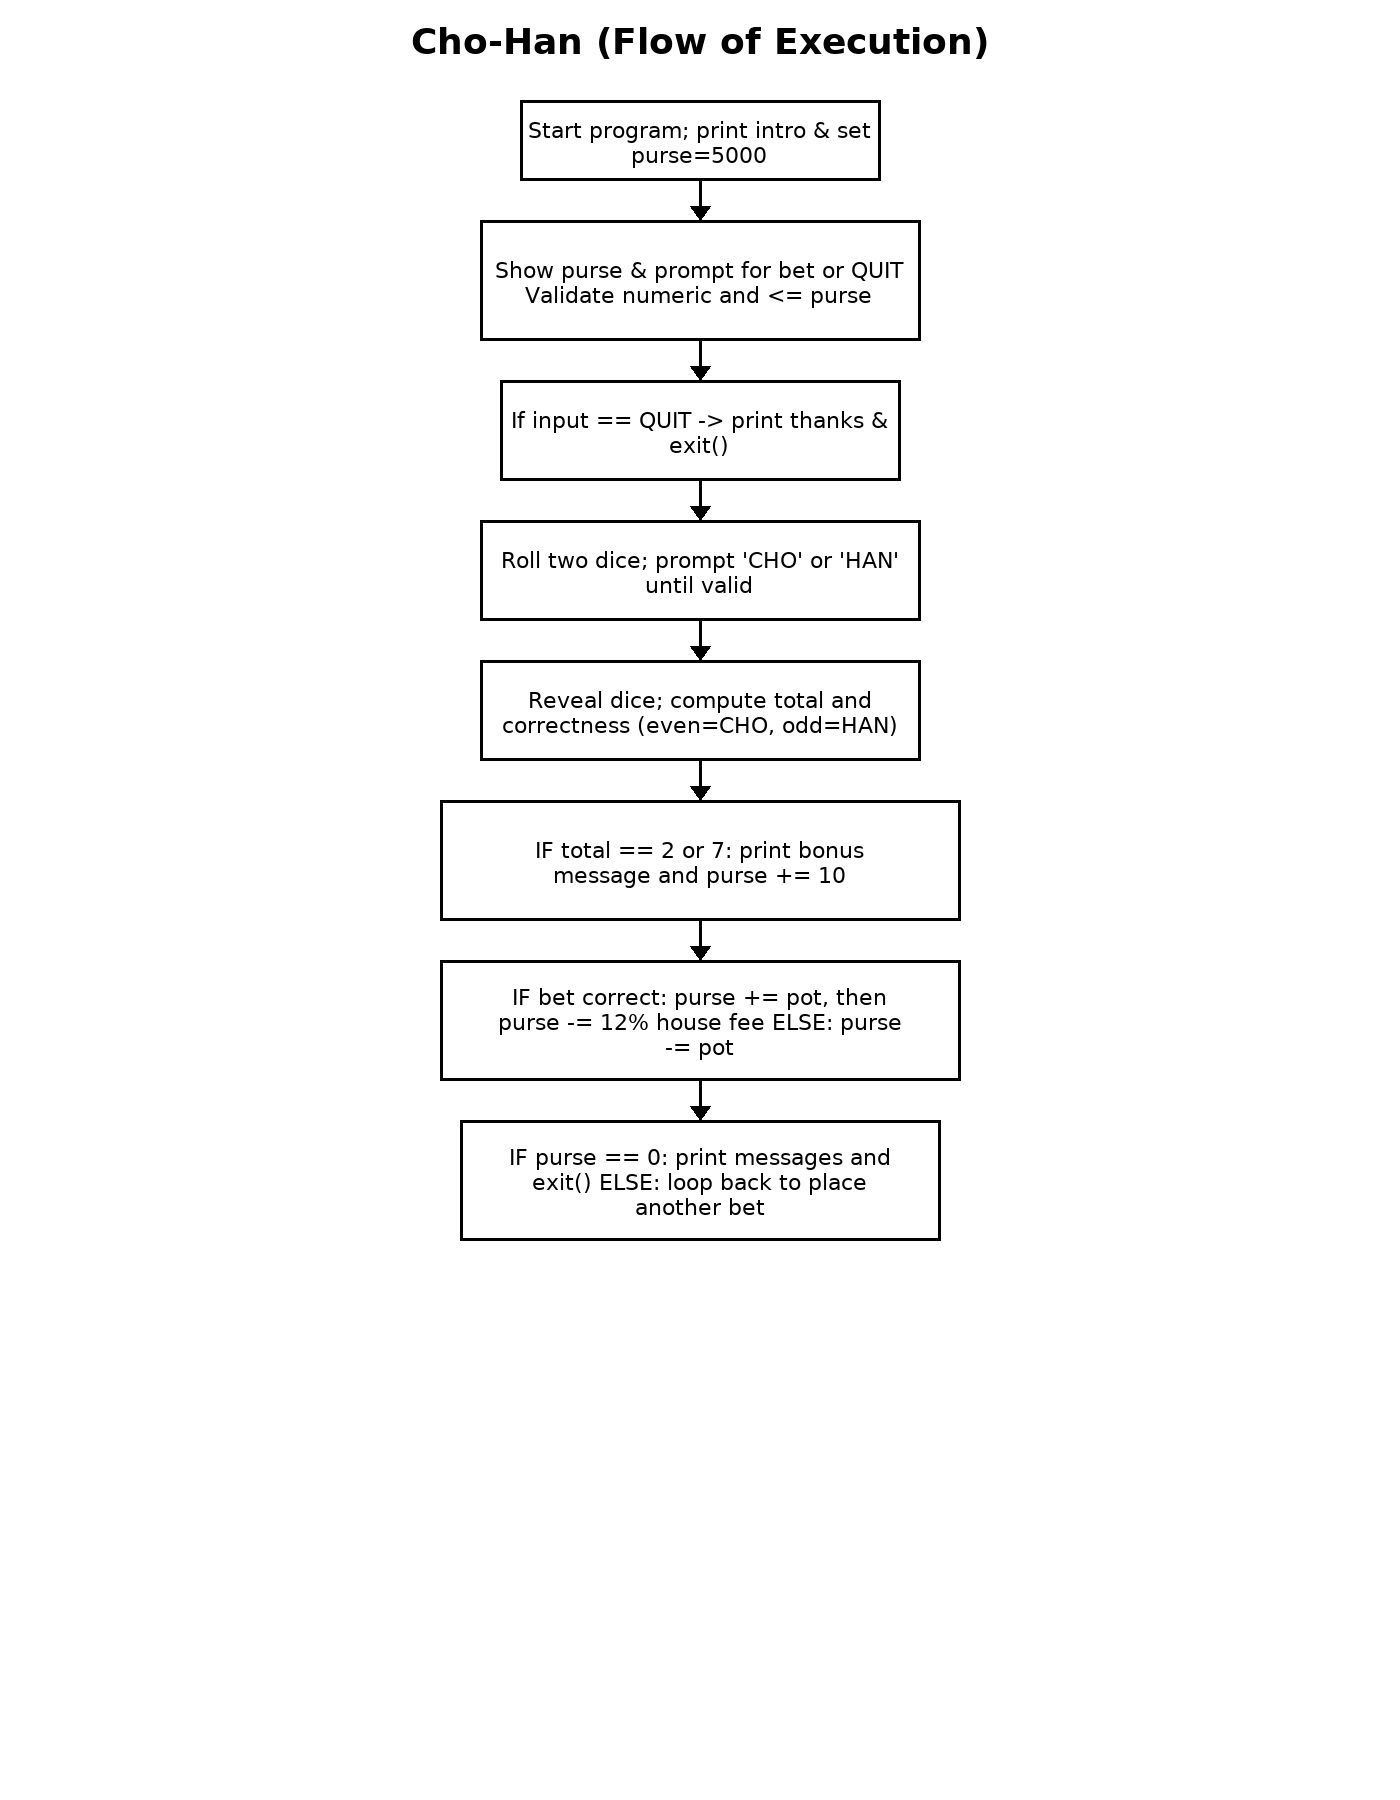 Cho-Han (Flow of Execution)
Start program; print intro & set
purse=5000
Show purse & prompt for bet or QUIT
Validate numeric and <= purse
If input == QUIT -> print thanks &
exit()
Roll two dice; prompt 'CHO' or 'HAN'
until valid
Reveal dice; compute total and
correctness (even=CHO, odd=HAN)
IF total == 2 or 7: print bonus
message and purse += 10
IF bet correct: purse += pot, then
purse -= 12% house fee ELSE: purse
-= pot
IF purse == 0: print messages and
exit() ELSE: loop back to place
another bet